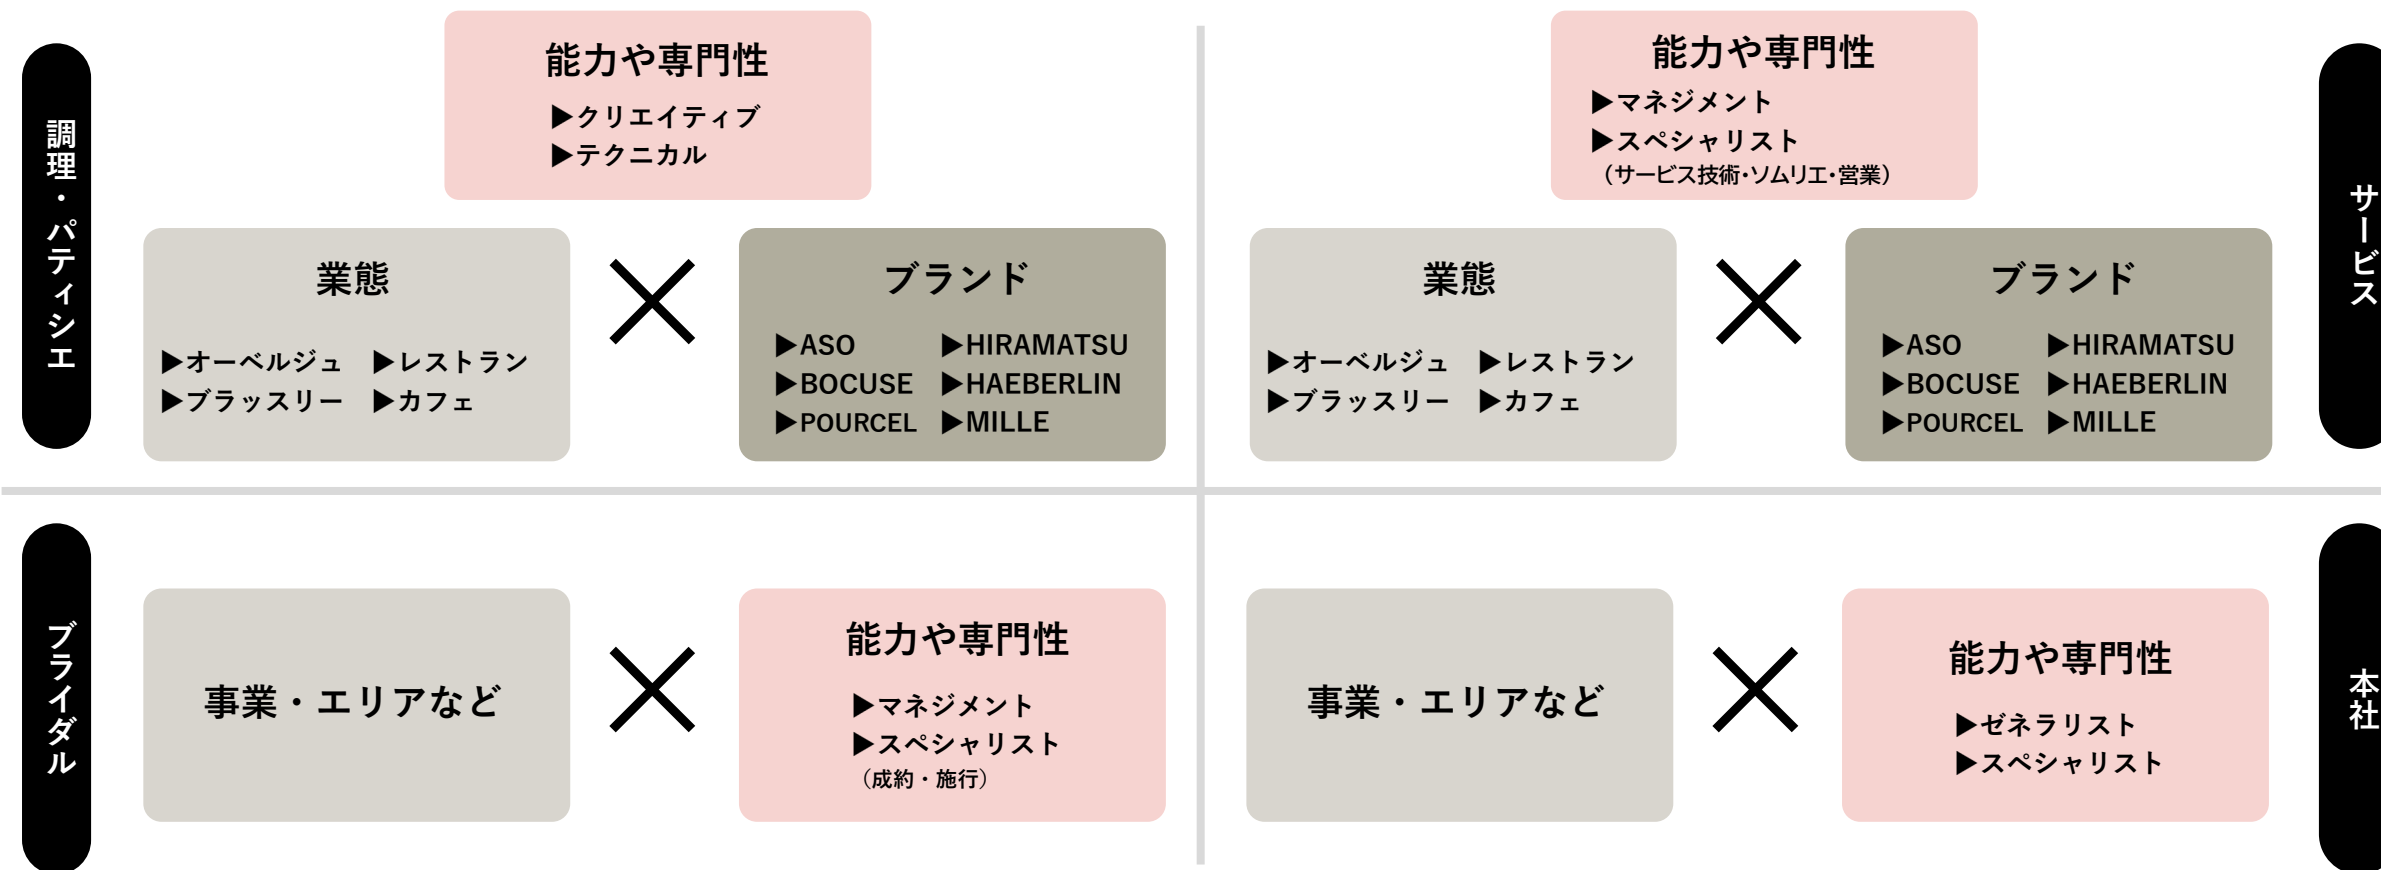 調理・パティシエ
能力や専門性
▶クリエイティブ
▶テクニカル
業態
▶オーベルジュ ▶レストラン
▶ブラッスリー ▶カフェ
ブランド
▶ASO ▶HIRAMATSU
▶BOCUSE ▶HAEBERLIN
▶POURCEL ▶MILLE
サービス
能力や専門性
▶マネジメント
▶スペシャリスト
（サービス技術・ソムリエ・営業）
業態
▶オーベルジュ ▶レストラン
▶ブラッスリー ▶カフェ
ブランド
▶ASO ▶HIRAMATSU
▶BOCUSE ▶HAEBERLIN
▶POURCEL ▶MILLE
ブライダル
事業・エリアなど
能力や専門性
▶マネジメント
▶スペシャリスト
（成約・施行）
本社
事業・エリアなど
能力や専門性
▶ゼネラリスト
▶スペシャリスト